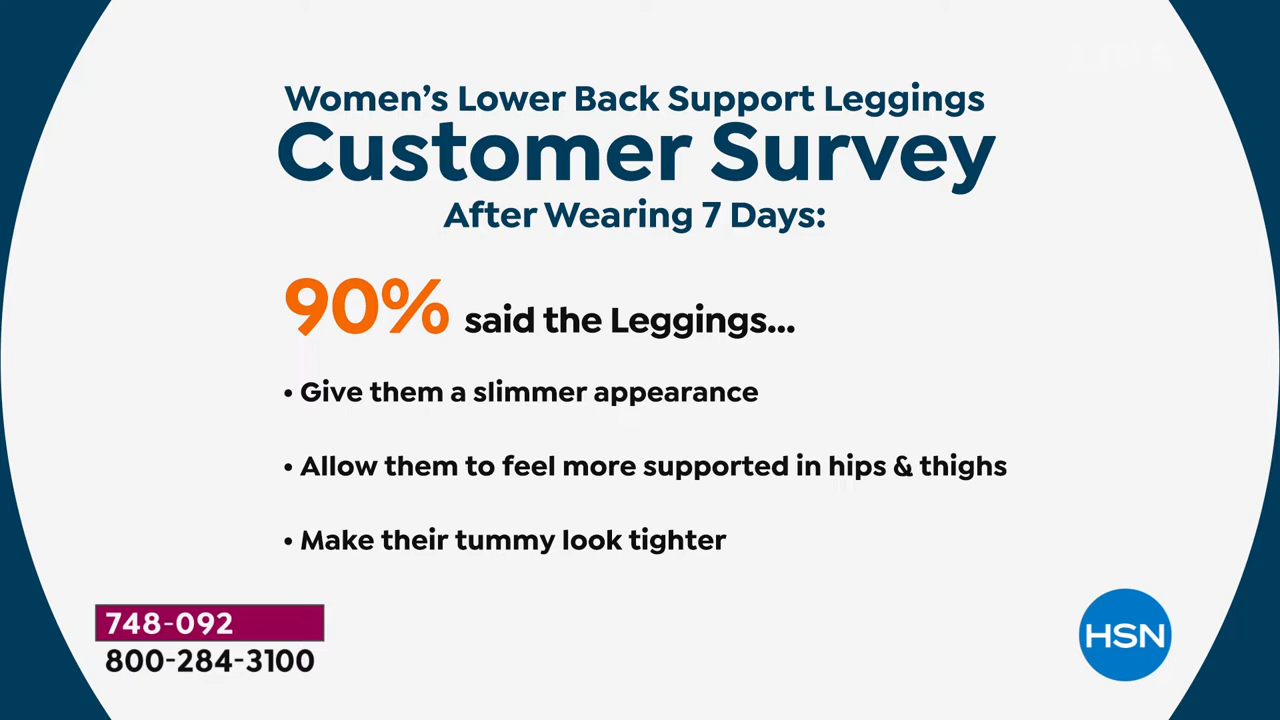 Women's Lower Back Support Leggings
Customer Survey
After Wearing 7 Days:
90% said the Leggings...
• Give them a slimmer appearance
• Allow them to feel more supported in hips & thighs
• Make their tummy look tighter
748-092
800-284-3100
HSN